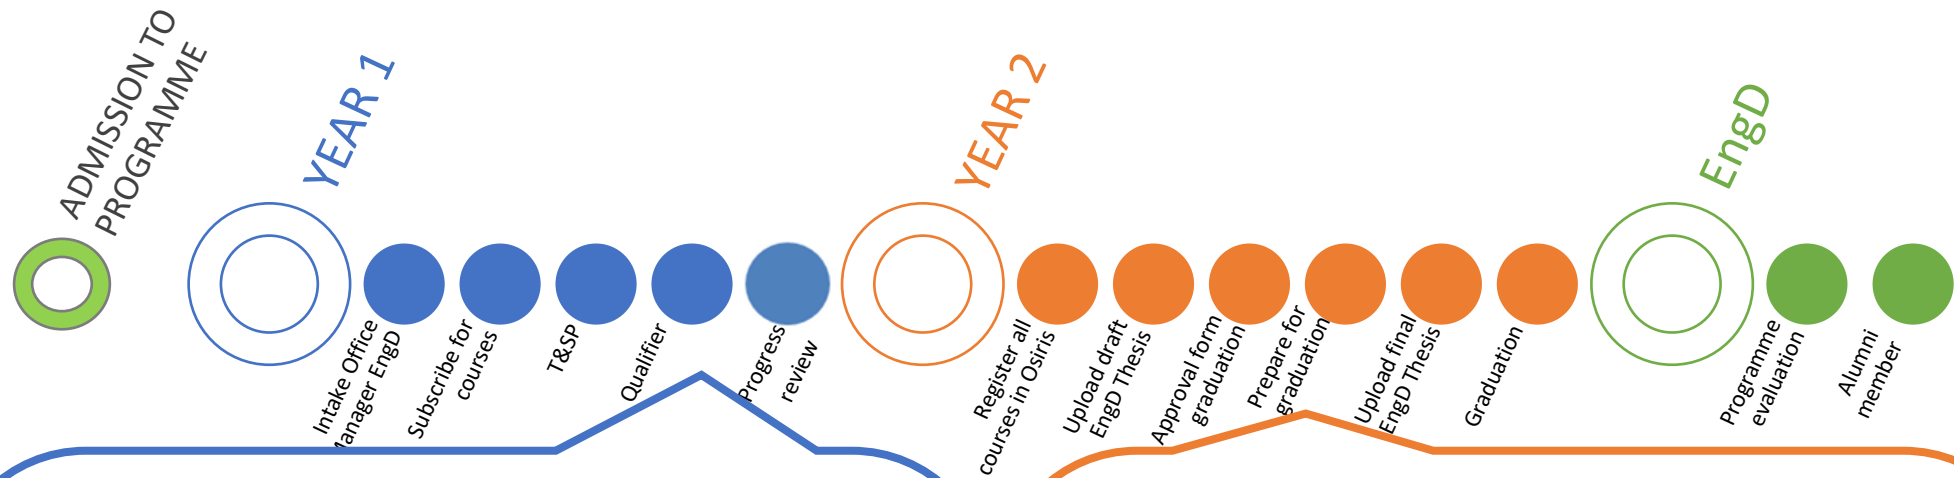 ADMISSION TO
PROGRAMME
YEAR 1
Intake Office
Manager EngD
Subscribe for
courses
T&SP
Qualifier
Progress
review
YEAR 2
Register all
courses in Osiris
Upload draft
EngD Thesis
Approval form
graduation
Prepare for
graduation
Upload final
EngD Thesis
Graduation
EngD
Programme
evaluation
Alumni
member